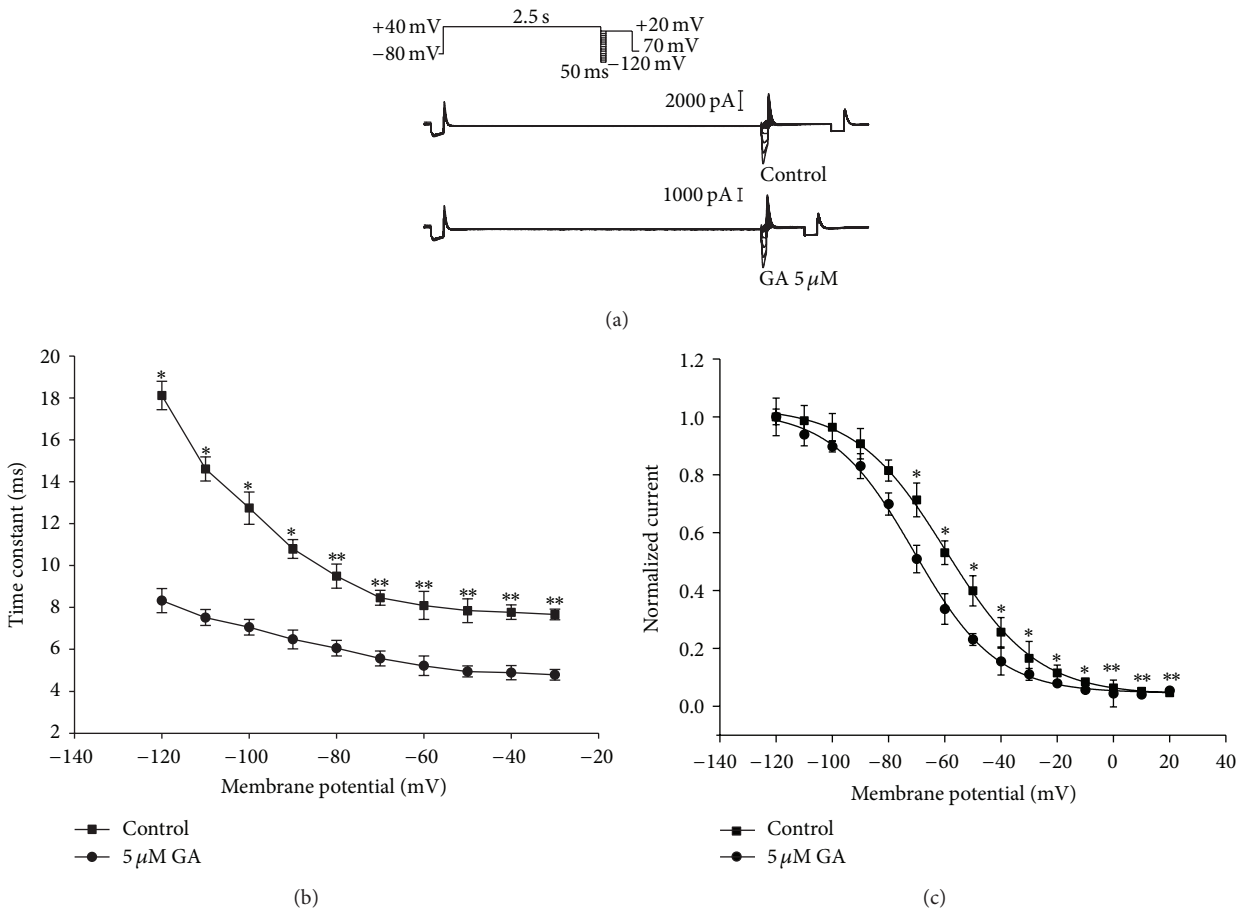 2.5 s
+40 mV
+20 mV
−80 mV
70 mV
−120 mV
50 ms
2000 pA
Control
1000 pA
GA 5 μM
(a)
20
18
16
14
12
10
8
6
4
2
Time constant (ms)
* * * * ** ** ** ** ** **
−140 −120 −100 −80 −60 −40 −20
Membrane potential (mV)
Control
5 μM GA
(b)
1.2
1.0
0.8
0.6
0.4
0.2
0.0
Normalized current
* * * * * * * ** ** **
−140 −120 −100 −80 −60 −40 −20 0 20 40
Membrane potential (mV)
Control
5 μM GA
(c)